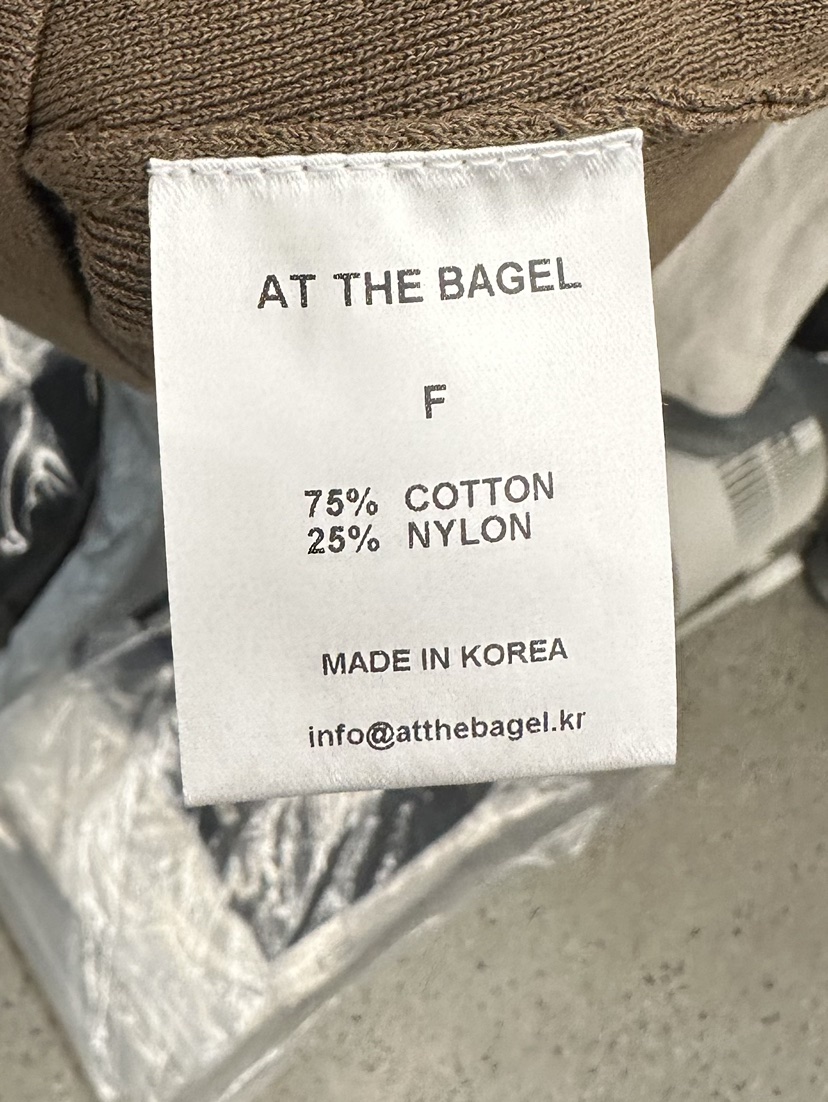 AT THE BAGEL
F
75% COTTON
25% NYLON
MADE IN KOREA
info@atthebagel.kr